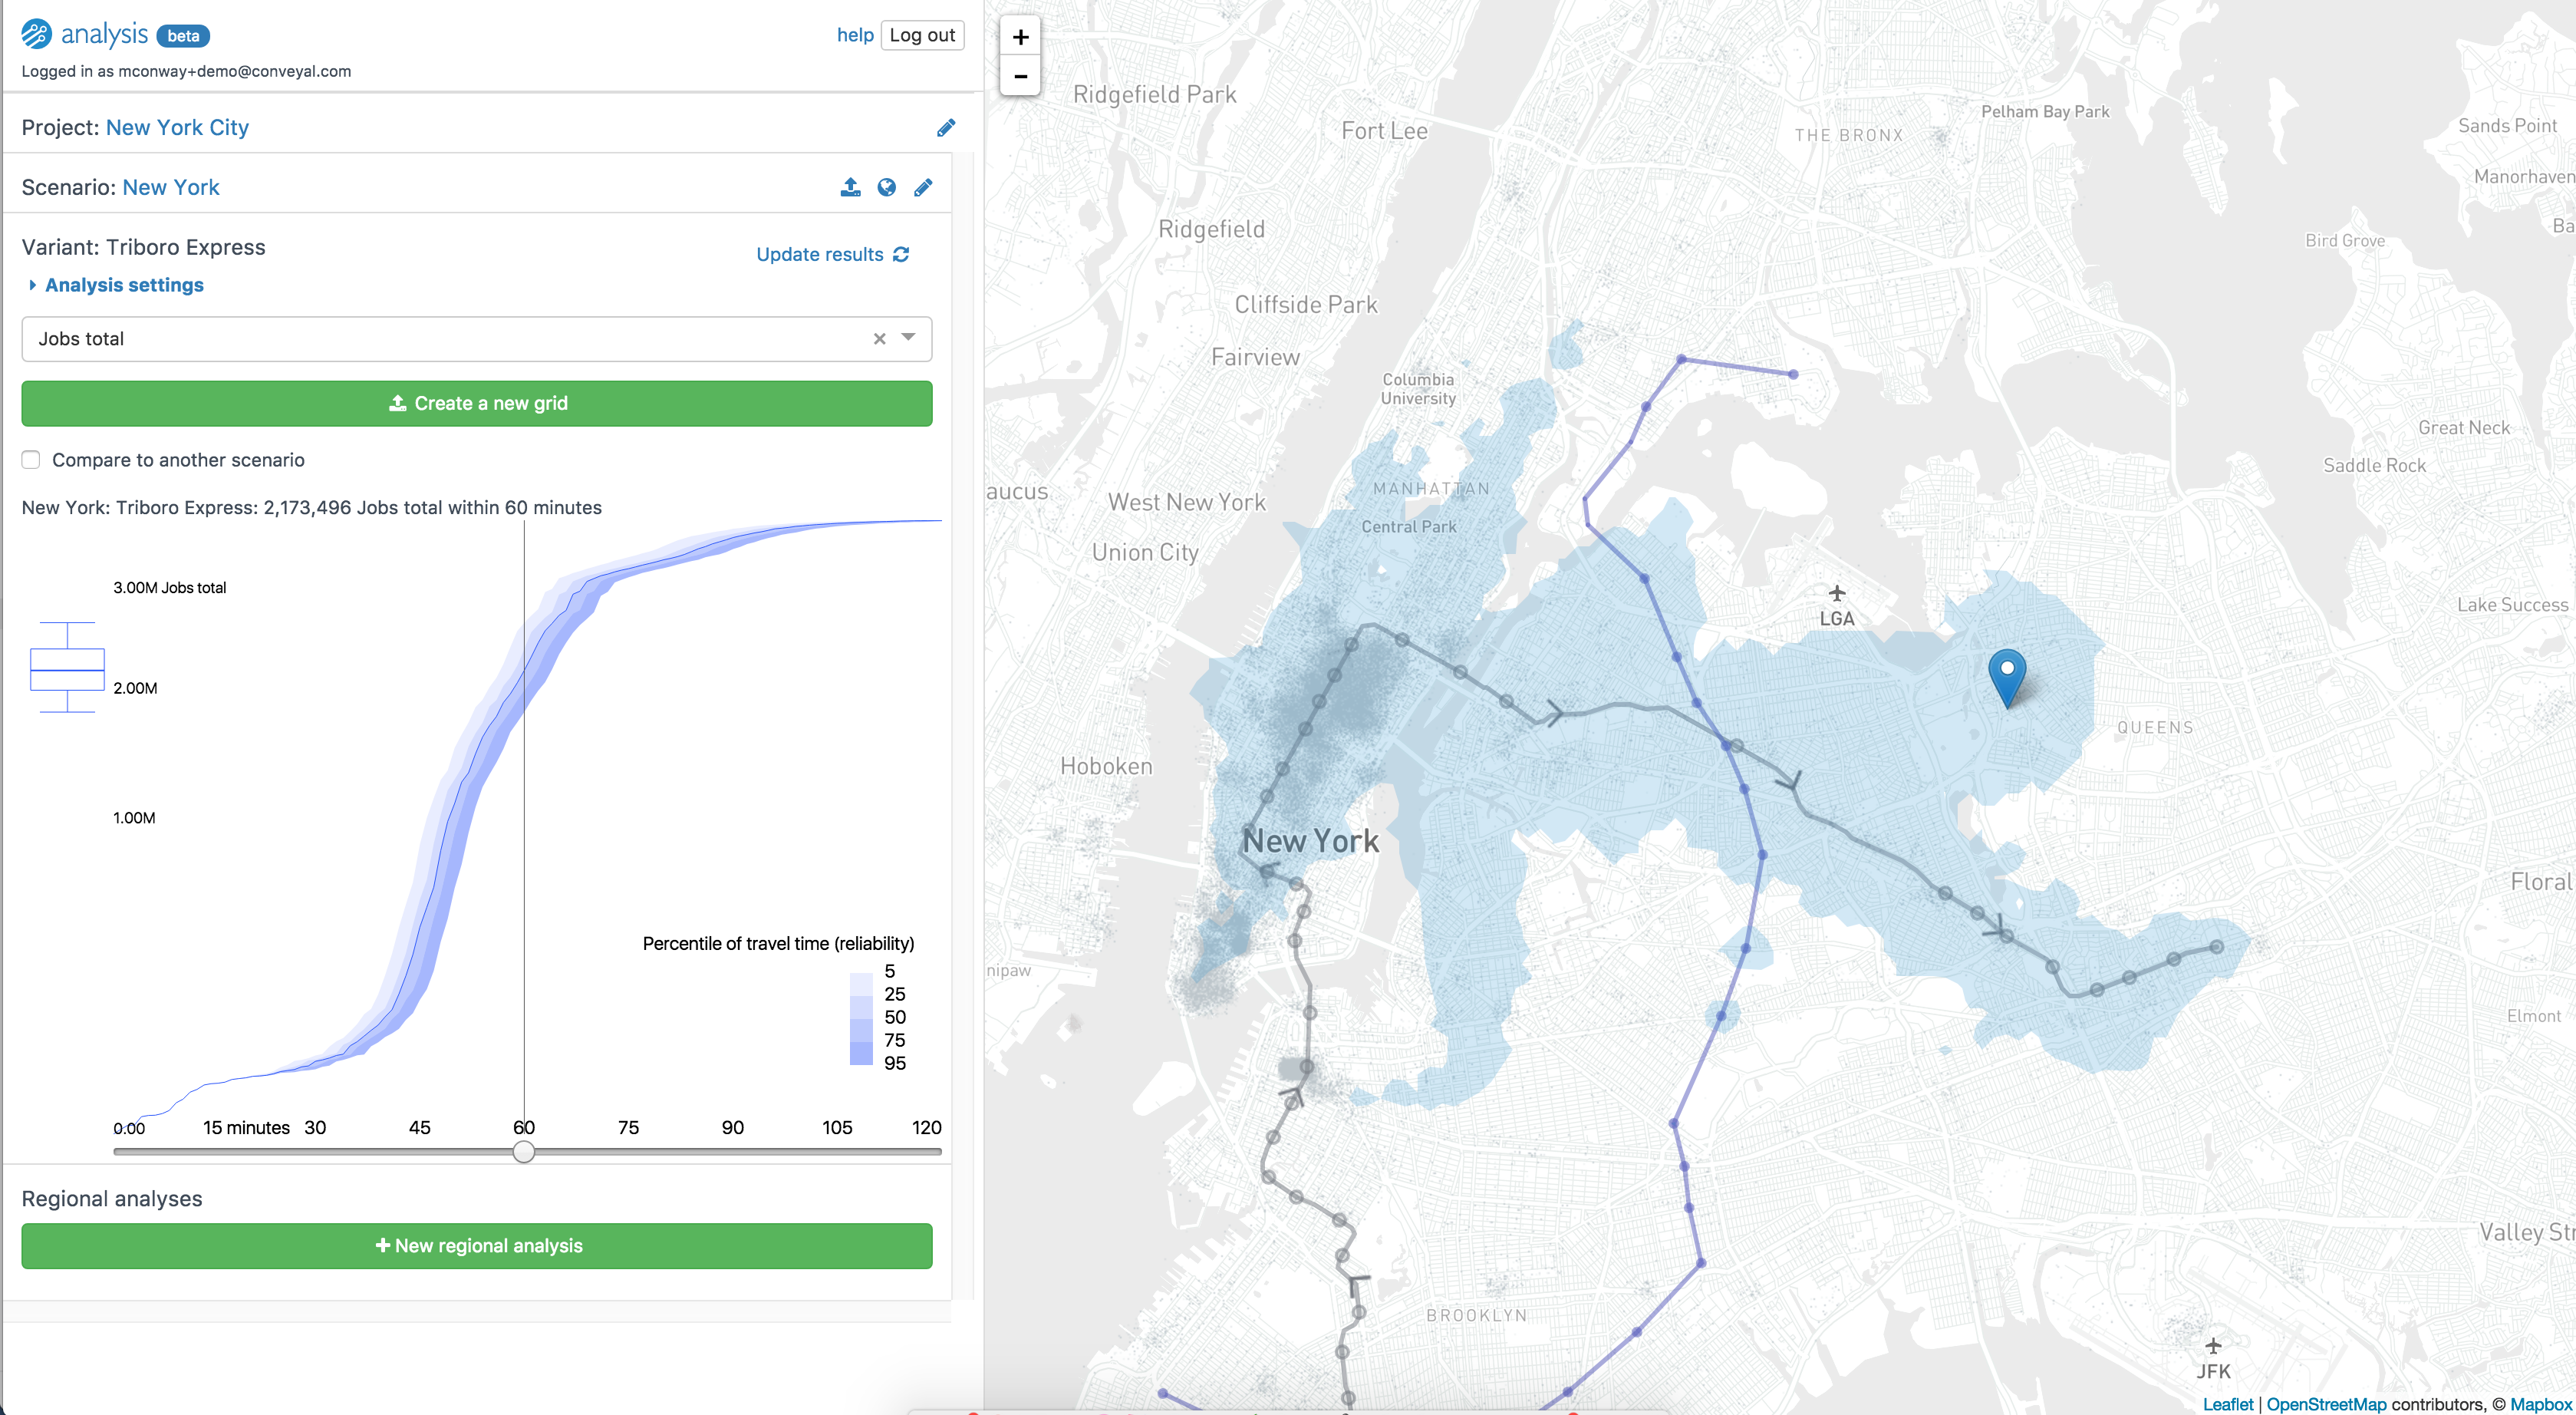 analysis beta
help Log out
Logged in as mconway+demo@conveyal.com
Project: New York City
Scenario: New York
Variant: Triboro Express
Update results
Analysis settings
Jobs total
Create a new grid
Compare to another scenario
New York: Triboro Express: 2,173,496 Jobs total within 60 minutes
3.00M Jobs total
2.00M
1.00M
Percentile of travel time (reliability)
5
25
50
75
95
0.00 15 minutes 30 45 60 75 90 105 120
Regional analyses
New regional analysis
+
−
Ridgefield Park
Fort Lee
THE BRONX
Pelham Bay Park
Sands Point
Manorhaven
Ba
Ridgefield
Bird Grove
Cliffside Park
Fairview
Columbia
University
Great Neck
Saddle Rock
aucus
West New York
MANHATTAN
Central Park
Union City
LGA
Lake Success
QUEENS
Hoboken
New York
Floral
nipaw
Elmont
Valley Str
BROOKLYN
JFK
Leaflet | OpenStreetMap contributors, © Mapbox